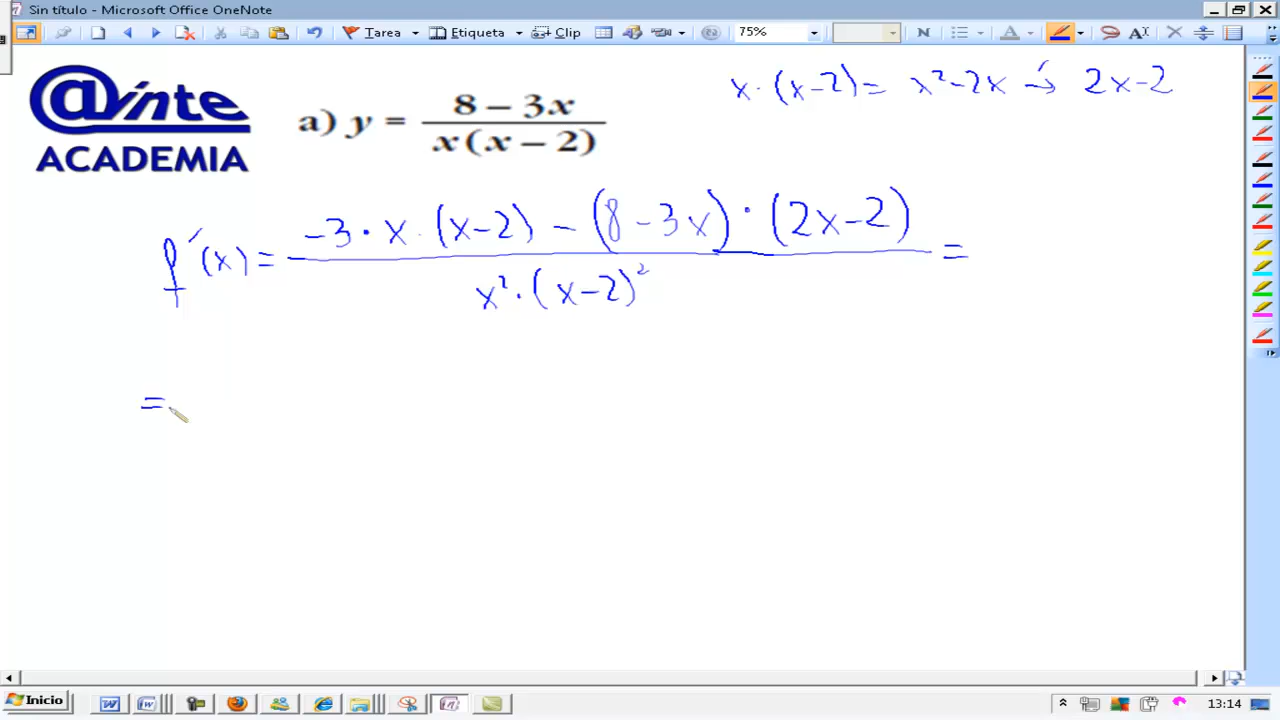 Sin título - Microsoft Office OneNote
Tarea Etiqueta Clip 75% N A A
@inte
ACADEMIA
x·(x-2)= x²-2x →´ 2x-2
a) y = (8 − 3x) / (x(x − 2))
f´(x) = (-3·x·(x-2) - (8-3x)·(2x-2)) / (x²·(x-2)²) =
=
Inicio
13:14